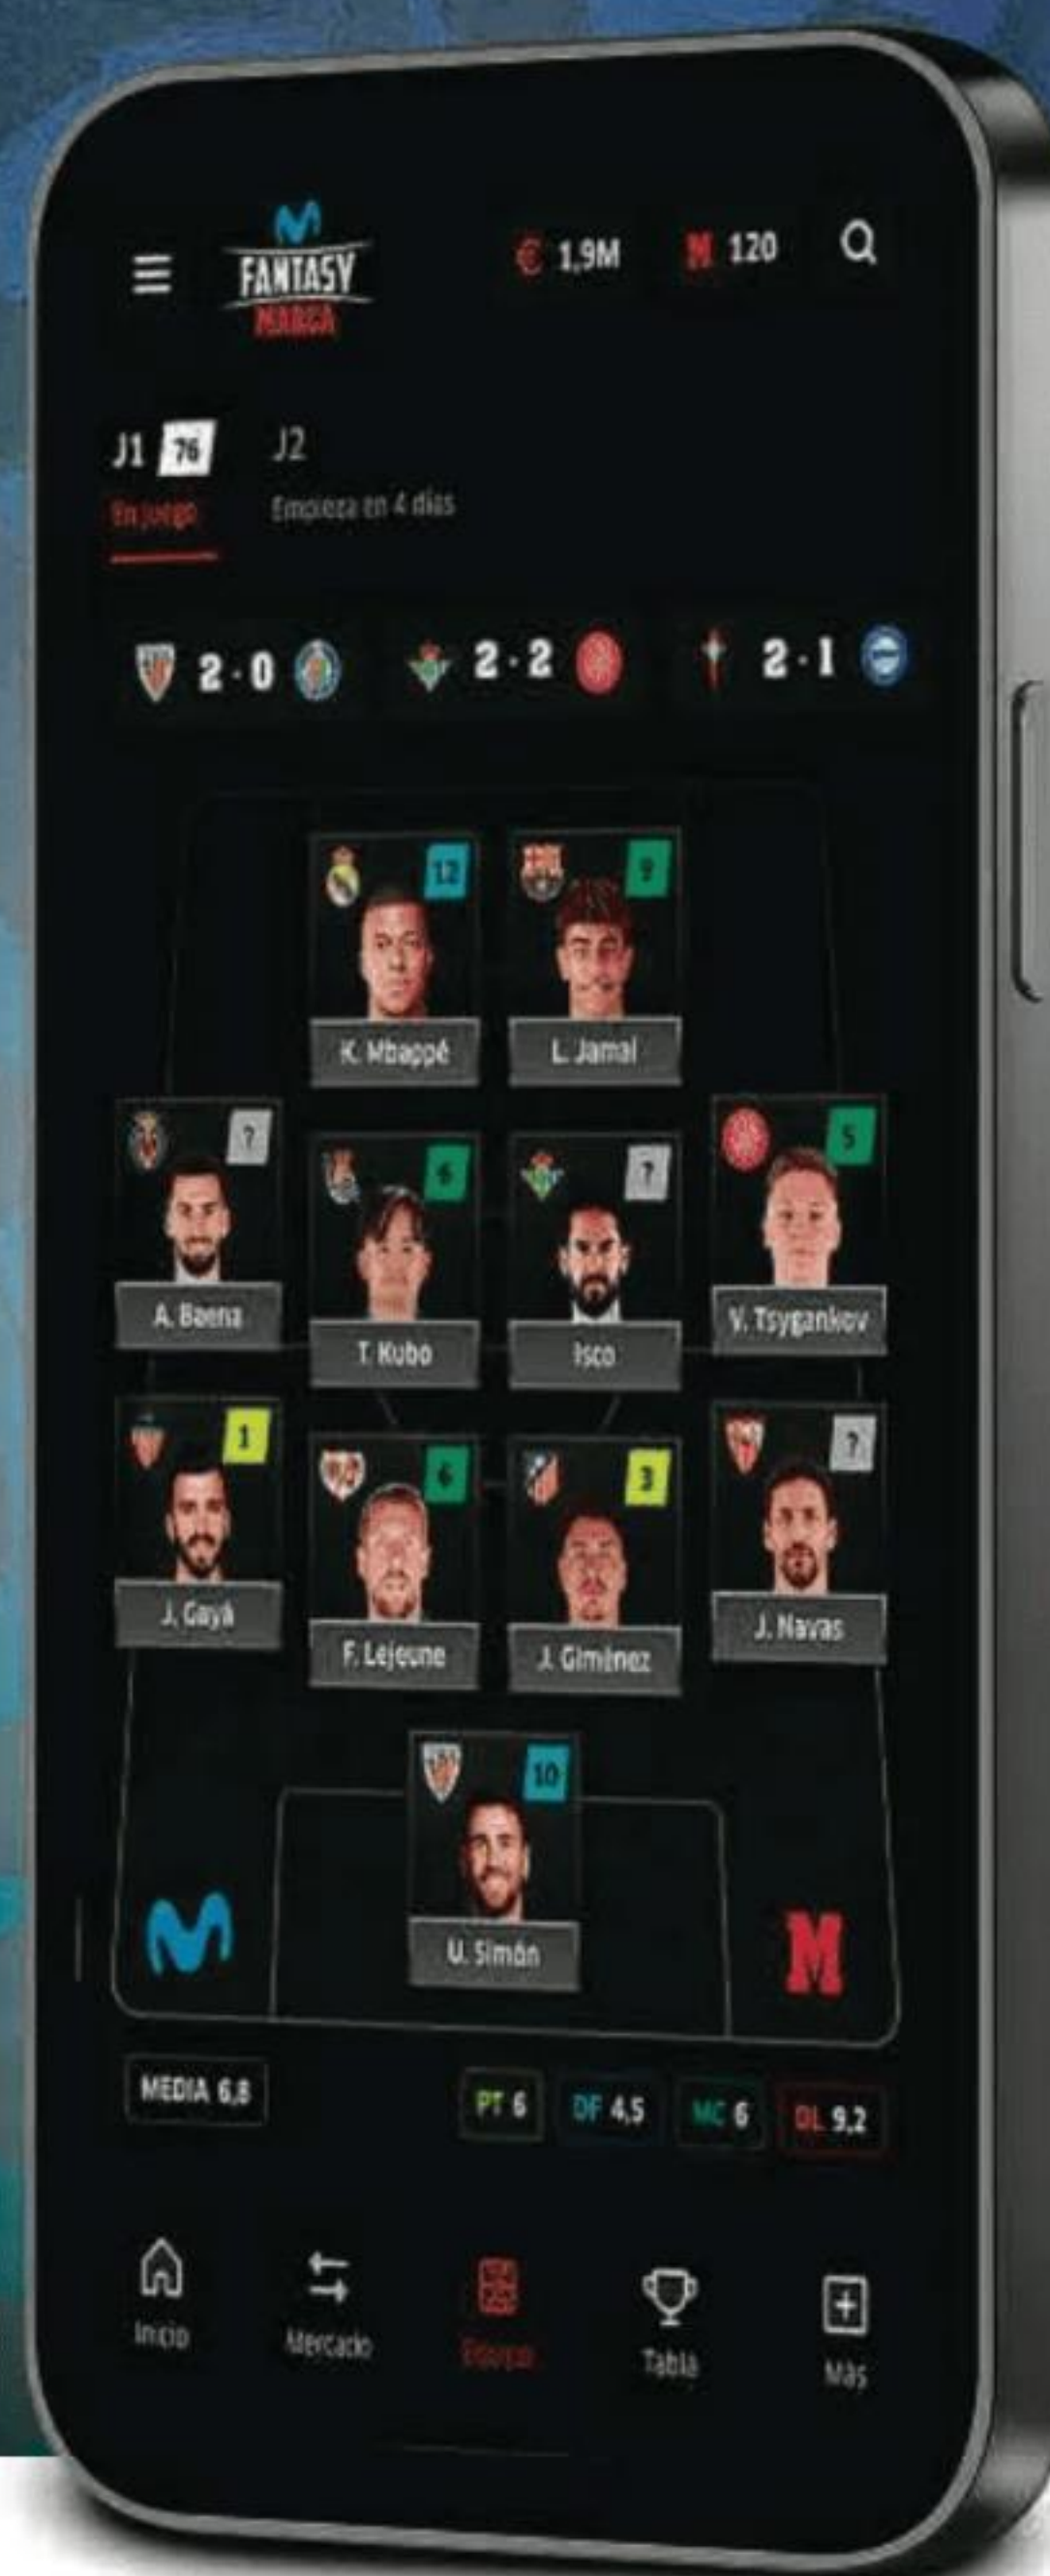 FANTASY
MARCA
1,9M
M 120
J1 76
J2
En juego
Empieza en 4 días
2 · 0
2 · 2
2 · 1
12
9
K. Mbappé
L. Jamal
?
6
?
5
A. Baena
T. Kubo
Isco
V. Tsygankov
1
6
3
?
J. Gayá
F. Lejeune
J. Giménez
J. Navas
10
U. Simón
M
MEDIA 6,8
PT 6
DF 4,5
MC 6
DL 9,2
Inicio
Mercado
Equipo
Tabla
Más